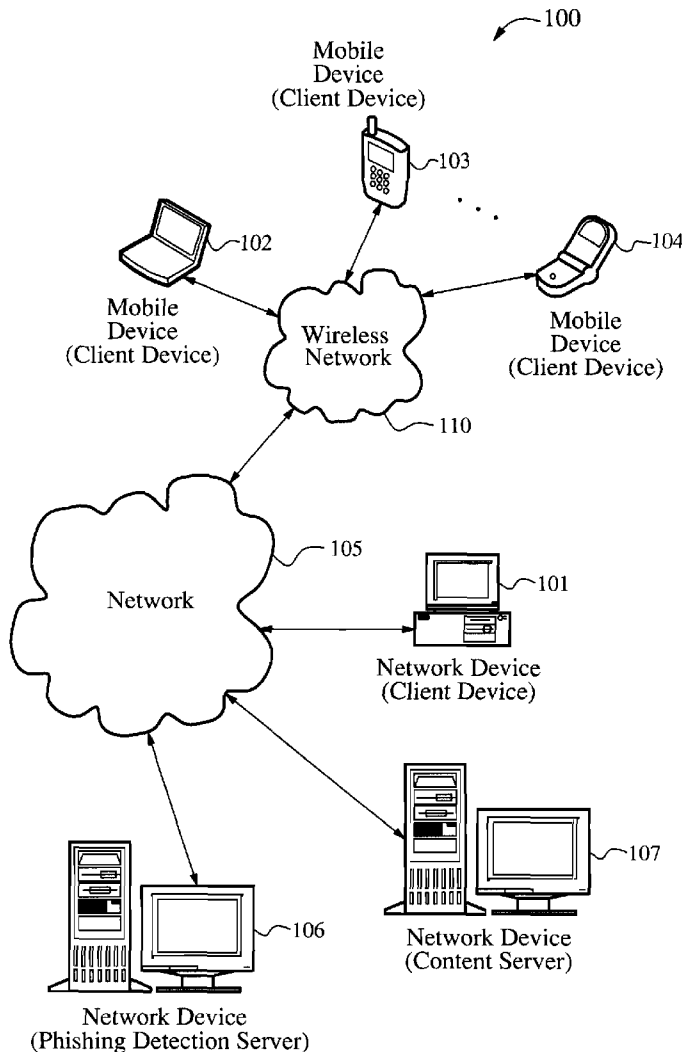 100
Mobile
Device
(Client Device)
103
. . .
102
104
Mobile
Device
(Client Device)
Wireless
Network
Mobile
Device
(Client Device)
110
105
101
Network
Network Device
(Client Device)
107
106
Network Device
(Content Server)
Network Device
(Phishing Detection Server)